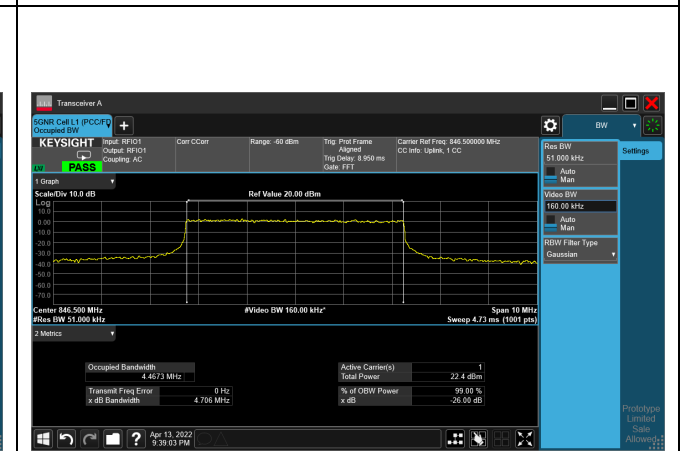 Transceiver A
5GNR Cell L1 (PCC/FD
Occupied BW
BW
KEYSIGHT
Input: RFIO1
Output: RFIO1
Coupling: AC
Corr CCorr
Range: -60 dBm
Trig: Prot Frame
Aligned
Trig Delay: 8.950 ms
Gate: FFT
Carrier Ref Freq: 846.500000 MHz
CC Info: Uplink, 1 CC
PASS
Res BW
51.000 kHz
Auto
Man
Video BW
160.00 kHz
Auto
Man
RBW Filter Type
Gaussian
Settings
1 Graph
Scale/Div 10.0 dB
Ref Value 20.00 dBm
Log
10.0
0.00
-10.0
-20.0
-30.0
-40.0
-50.0
-60.0
-70.0
Center 846.500 MHz
#Video BW 160.00 kHz*
Span 10 MHz
#Res BW 51.000 kHz
Sweep 4.73 ms (1001 pts)
2 Metrics
Occupied Bandwidth
4.4673 MHz
Transmit Freq Error 0 Hz
x dB Bandwidth 4.706 MHz
Active Carrier(s) 1
Total Power 22.4 dBm
% of OBW Power 99.00 %
x dB -26.00 dB
Prototype
Limited
Sale
Allowed
Apr 13, 2022
9:39:03 PM